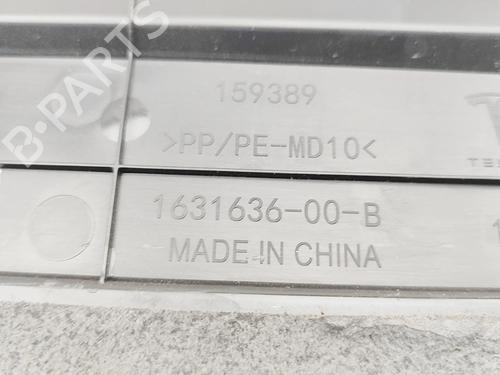 159389
>PP/PE-MD10<
1631636-00-B
MADE IN CHINA
B-Parts